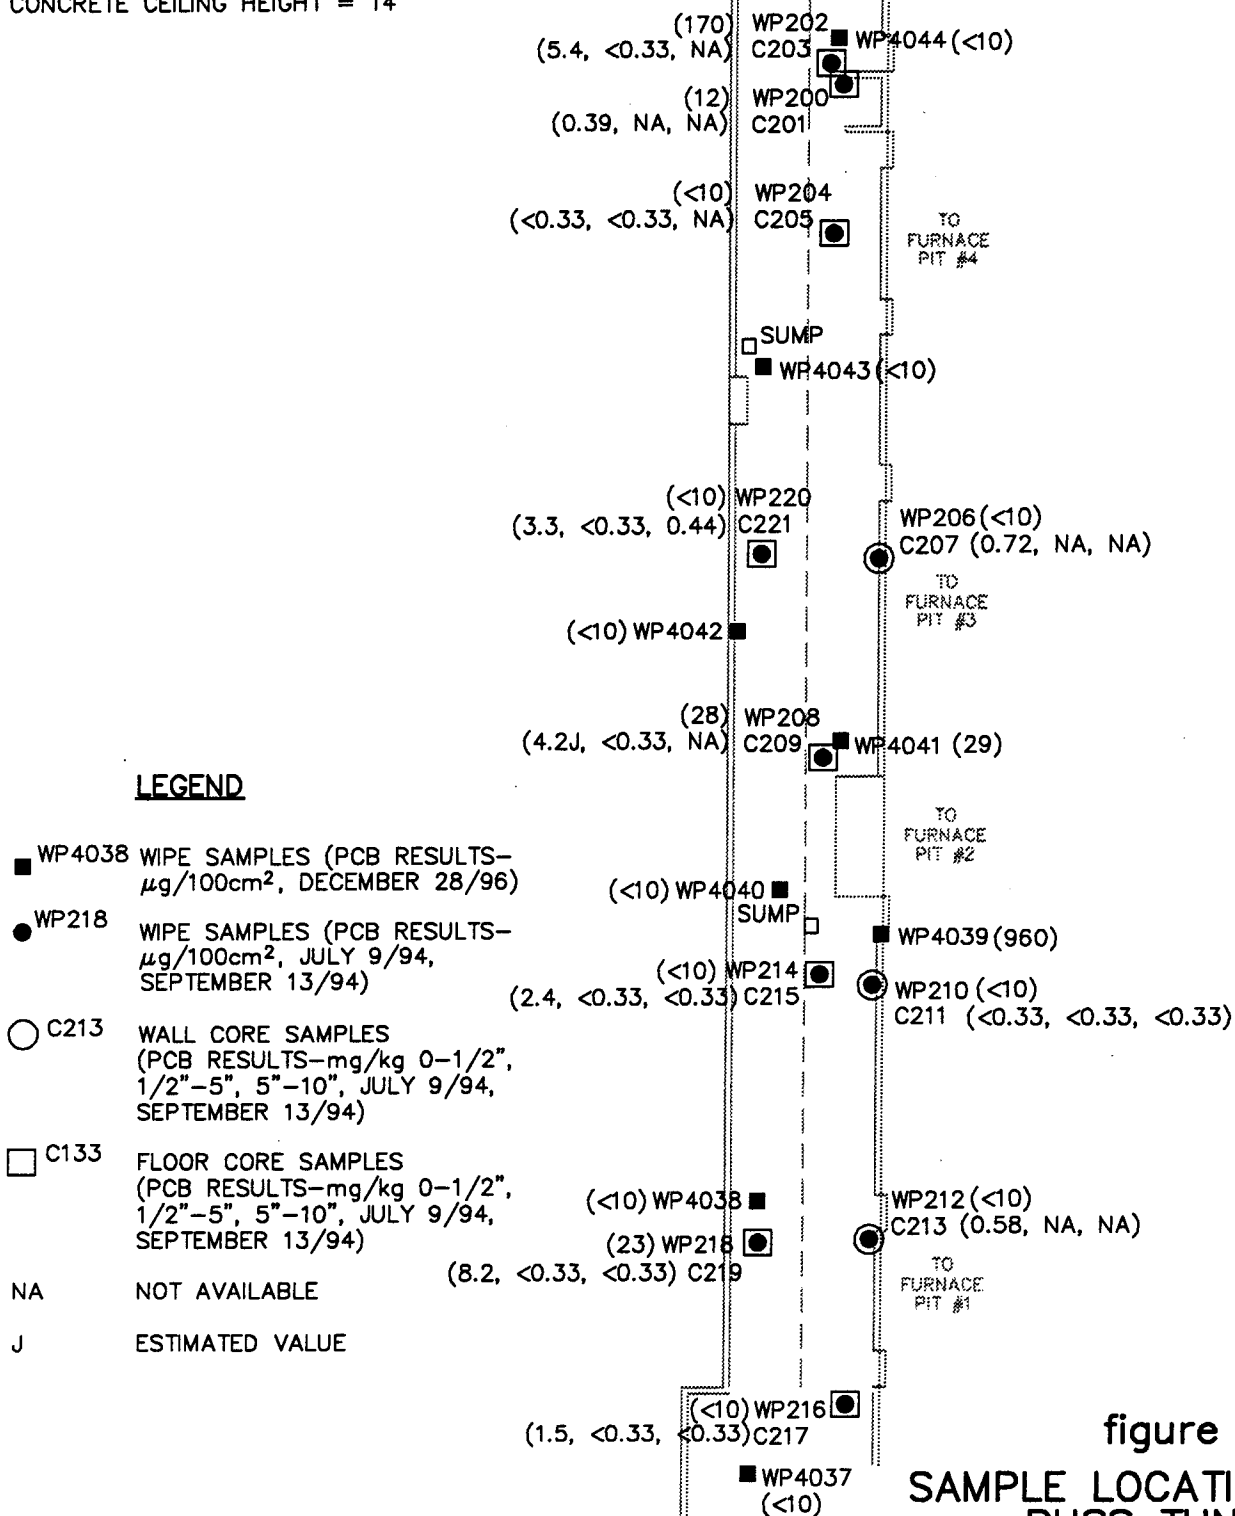 CONCRETE CEILING HEIGHT = 14
(170) WP202
(5.4, <0.33, NA) C203
WP4044 (<10)
(12) WP200
(0.39, NA, NA) C201
(<10) WP204
(<0.33, <0.33, NA) C205
TO
FURNACE
PIT #4
SUMP
WP4043 (<10)
(<10) WP220
(3.3, <0.33, 0.44) C221
WP206 (<10)
C207 (0.72, NA, NA)
TO
FURNACE
PIT #3
(<10) WP4042
(28) WP208
(4.2J, <0.33, NA) C209
WP4041 (29)
TO
FURNACE
PIT #2
(<10) WP4040
SUMP
WP4039 (960)
(<10) WP214
(2.4, <0.33, <0.33) C215
WP210 (<10)
C211 (<0.33, <0.33, <0.33)
(<10) WP4038
(23) WP218
(8.2, <0.33, <0.33) C219
WP212 (<10)
C213 (0.58, NA, NA)
TO
FURNACE
PIT #1
(<10) WP216
(1.5, <0.33, <0.33) C217
WP4037
(<10)
LEGEND
WP4038 WIPE SAMPLES (PCB RESULTS-
µg/100cm², DECEMBER 28/96)
WP218 WIPE SAMPLES (PCB RESULTS-
µg/100cm², JULY 9/94,
SEPTEMBER 13/94)
C213 WALL CORE SAMPLES
(PCB RESULTS-mg/kg 0-1/2",
1/2"-5", 5"-10", JULY 9/94,
SEPTEMBER 13/94)
C133 FLOOR CORE SAMPLES
(PCB RESULTS-mg/kg 0-1/2",
1/2"-5", 5"-10", JULY 9/94,
SEPTEMBER 13/94)
NA NOT AVAILABLE
J ESTIMATED VALUE
figure
SAMPLE LOCATI